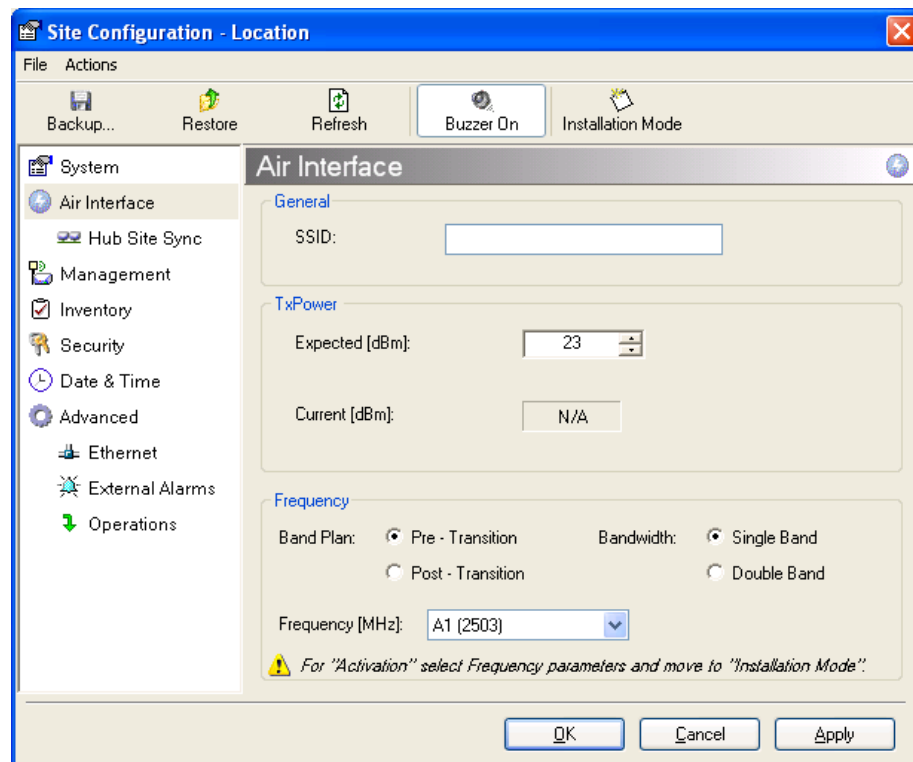 Site Configuration - Location
File Actions
Backup... Restore Refresh Buzzer On Installation Mode
System
Air Interface
Hub Site Sync
Management
Inventory
Security
Date & Time
Advanced
Ethernet
External Alarms
Operations
Air Interface
General
SSID:
TxPower
Expected [dBm]: 23
Current [dBm]: N/A
Frequency
Band Plan: Pre - Transition Bandwidth: Single Band
Post - Transition Double Band
Frequency [MHz]: A1 (2503)
For "Activation" select Frequency parameters and move to "Installation Mode".
OK Cancel Apply